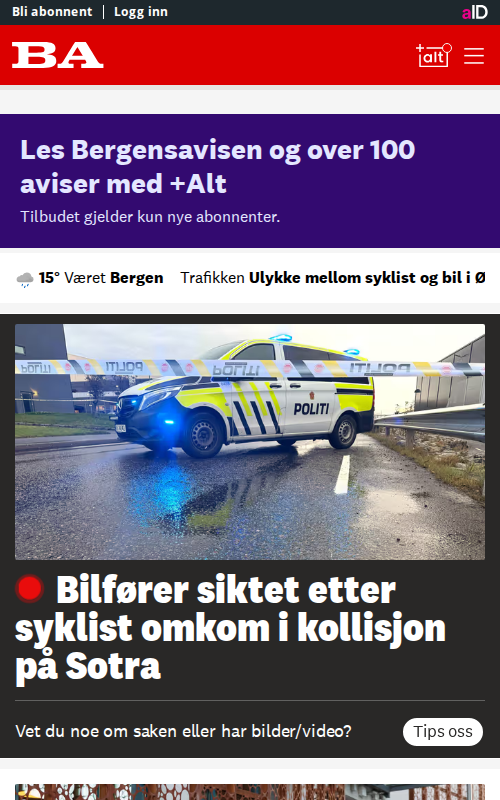 Bli abonnent | Logg inn
aID
BA
+alt
Les Bergensavisen og over 100
aviser med +Alt
Tilbudet gjelder kun nye abonnenter.
15° Været Bergen Trafikken Ulykke mellom syklist og bil i Ø
POLITI
Bilfører siktet etter
syklist omkom i kollisjon
på Sotra
Vet du noe om saken eller har bilder/video?
Tips oss